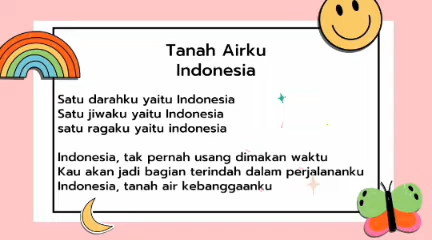 Tanah Airku
Indonesia
Satu darahku yaitu Indonesia
Satu jiwaku yaitu Indonesia
satu ragaku yaitu indonesia
Indonesia, tak pernah usang dimakan waktu
Kau akan jadi bagian terindah dalam perjalananku
Indonesia, tanah air kebanggaanku